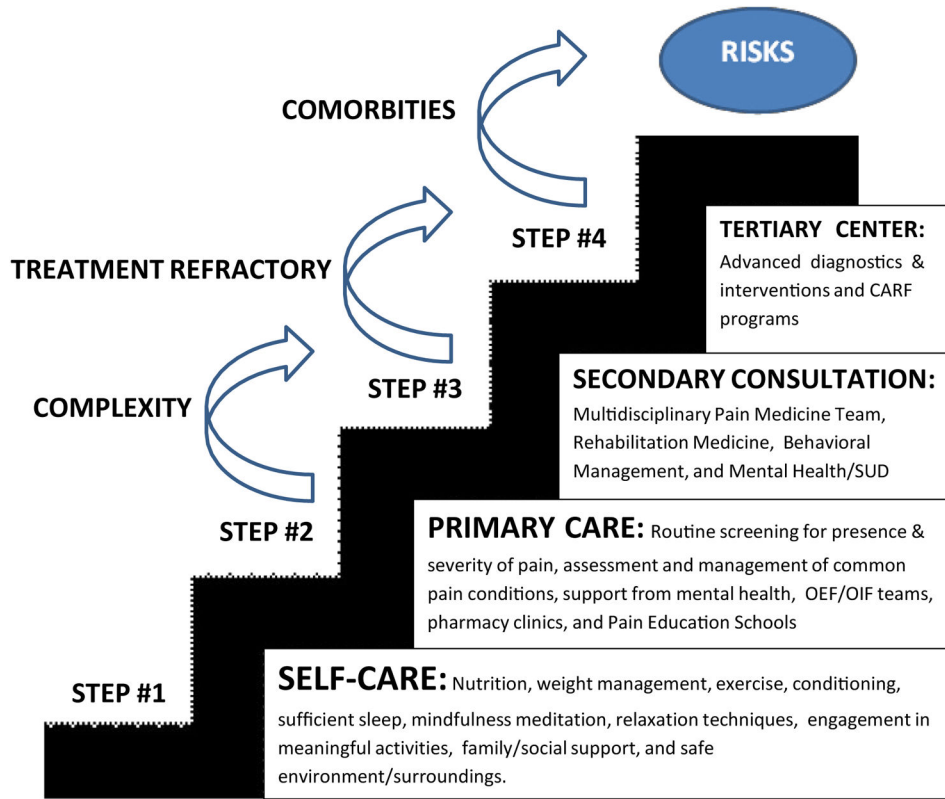 RISKS
COMORBITIES
STEP #4
TERTIARY CENTER:
Advanced diagnostics &
interventions and CARF
programs
TREATMENT REFRACTORY
STEP #3
SECONDARY CONSULTATION:
Multidisciplinary Pain Medicine Team,
Rehabilitation Medicine, Behavioral
Management, and Mental Health/SUD
COMPLEXITY
STEP #2
PRIMARY CARE: Routine screening for presence &
severity of pain, assessment and management of common
pain conditions, support from mental health, OEF/OIF teams,
pharmacy clinics, and Pain Education Schools
STEP #1
SELF-CARE: Nutrition, weight management, exercise, conditioning,
sufficient sleep, mindfulness meditation, relaxation techniques, engagement in
meaningful activities, family/social support, and safe
environment/surroundings.